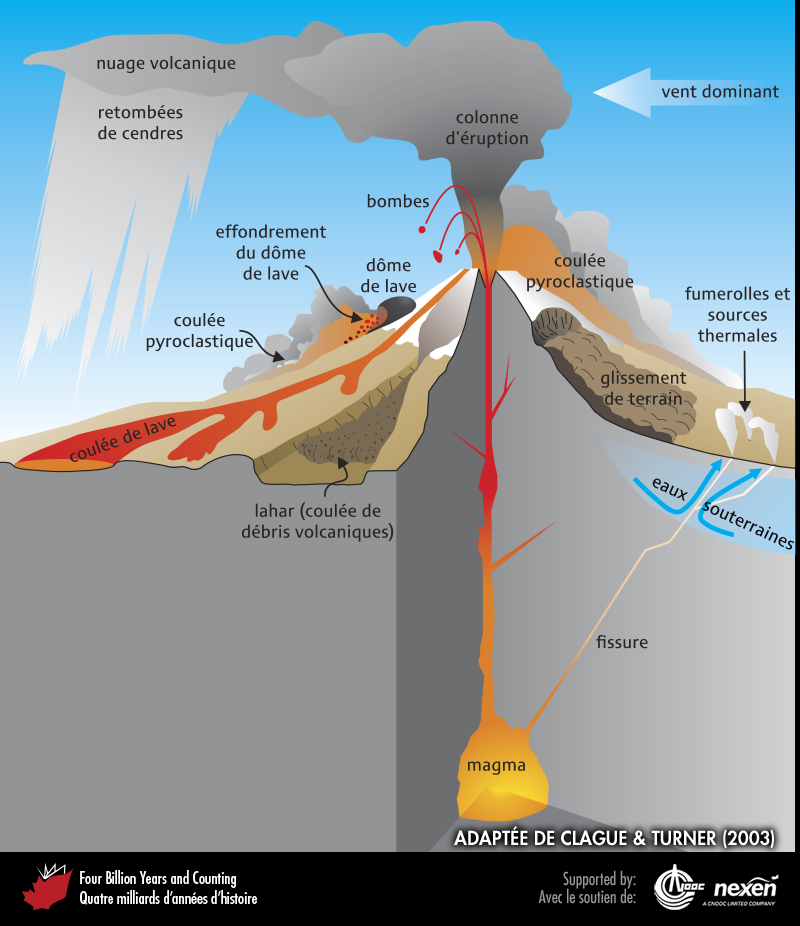 nuage volcanique
retombées
de cendres
colonne
d'éruption
vent dominant
bombes
effondrement
du dôme
de lave
dôme
de lave
coulée
pyroclastique
coulée
pyroclastique
fumerolles et
sources
thermales
glissement
de terrain
coulée de lave
lahar (coulée de
débris volcaniques)
eaux
souterraines
fissure
magma
ADAPTÉE DE CLAGUE & TURNER (2003)
Four Billion Years and Counting
Quatre milliards d'années d'histoire
Supported by:
Avec le soutien de:
CNOOC
nexen
A CNOOC LIMITED COMPANY